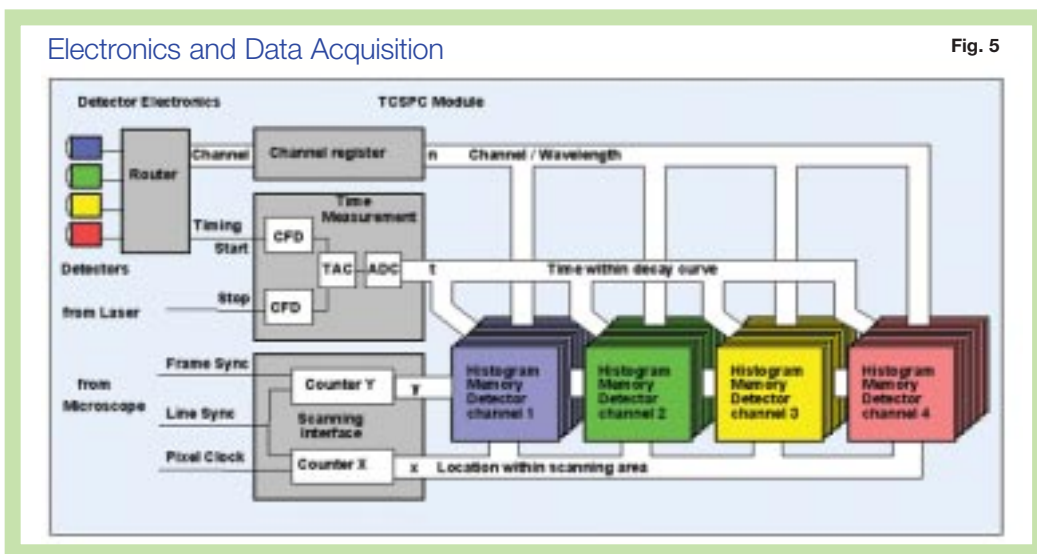 Electronics and Data Acquisition
Fig. 5
Detector Electronics
TCSPC Module
Router
Channel
Channel register
n
Channel / Wavelength
Time
Measurement
Timing
Start
CFD
TAC
ADC
t
Time within decay curve
Detectors
Stop
CFD
from Laser
Frame Sync
Counter Y
y
from
Microscope
Line Sync
Scanning
Interface
Pixel Clock
Counter X
x
Location within scanning area
Histogram
Memory
Detector
channel 1
Histogram
Memory
Detector
channel 2
Histogram
Memory
Detector
channel 3
Histogram
Memory
Detector
channel 4